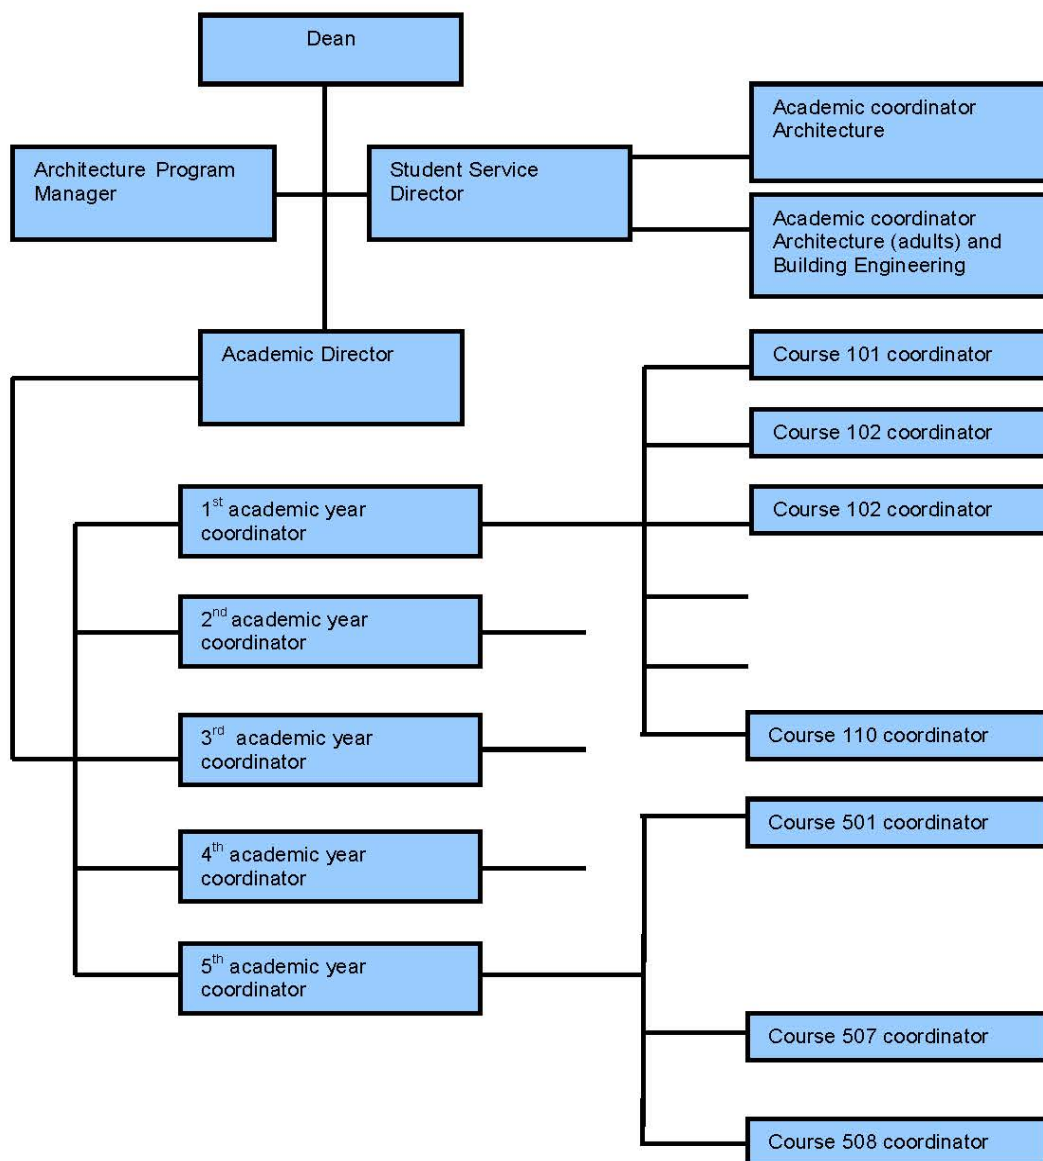 Dean
Architecture Program
Manager
Student Service
Director
Academic coordinator
Architecture
Academic coordinator
Architecture (adults) and
Building Engineering
Academic Director
Course 101 coordinator
Course 102 coordinator
Course 102 coordinator
1st academic year
coordinator
2nd academic year
coordinator
3rd academic year
coordinator
Course 110 coordinator
Course 501 coordinator
4th academic year
coordinator
5th academic year
coordinator
Course 507 coordinator
Course 508 coordinator